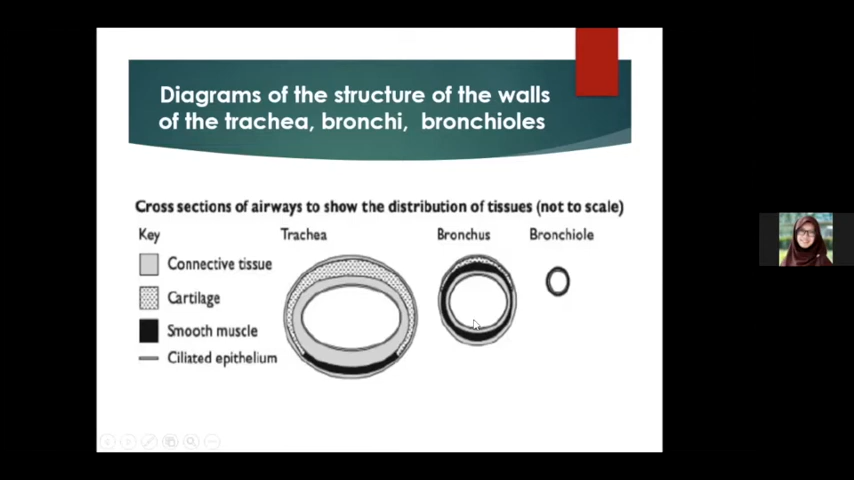 Diagrams of the structure of the walls
of the trachea, bronchi, bronchioles
Cross sections of airways to show the distribution of tissues (not to scale)
Key
Trachea
Bronchus
Bronchiole
Connective tissue
Cartilage
Smooth muscle
Ciliated epithelium